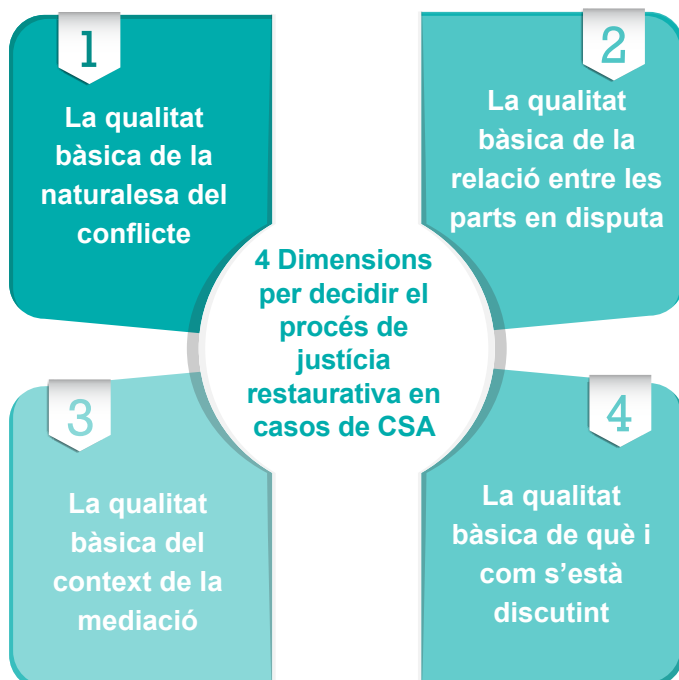 1
La qualitat
bàsica de la
naturalesa del
conflicte
2
La qualitat
bàsica de la
relació entre les
parts en disputa
4 Dimensions
per decidir el
procés de
justícia
restaurativa en
casos de CSA
3
La qualitat
bàsica del
context de la
mediació
4
La qualitat
bàsica de què i
com s’està
discutint